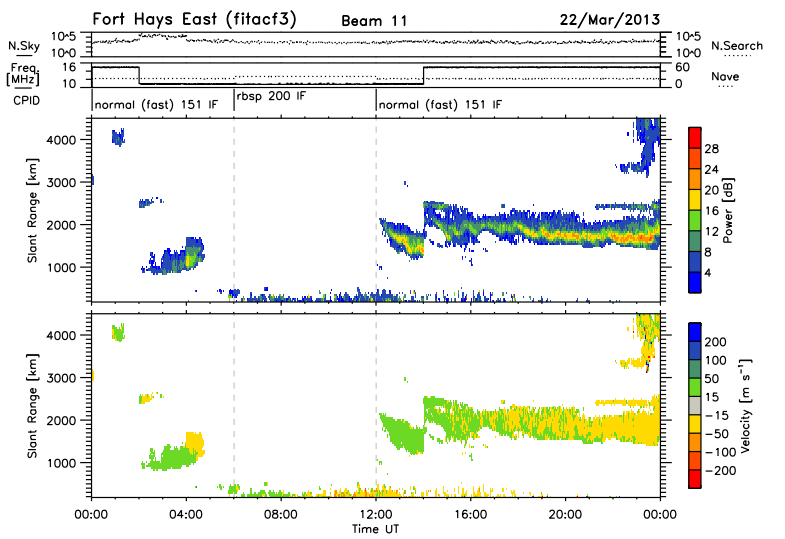 Fort Hays East (fitacf3) Beam 11 22/Mar/2013
N.Sky 10^5 10^0 10^5 10^0 N.Search
Freq. [MHz] 16 10 60 0 Nave
CPID normal (fast) 151 IF rbsp 200 IF normal (fast) 151 IF
Slant Range [km]
4000
3000
2000
1000
28
24
20
16
12
8
4
Power [dB]
Slant Range [km]
4000
3000
2000
1000
200
100
50
15
-15
-50
-100
-200
Velocity [m s⁻¹]
00:00 04:00 08:00 12:00 16:00 20:00 00:00
Time UT